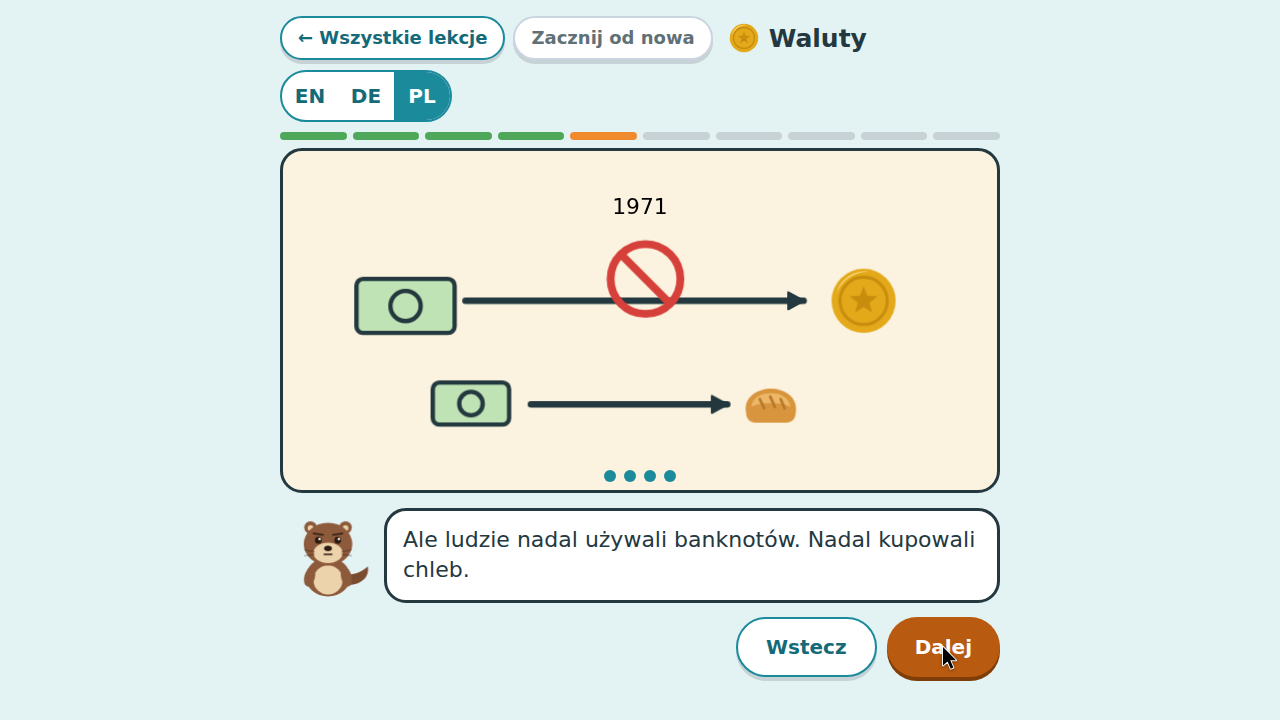 ← Wszystkie lekcje
Zacznij od nowa
Waluty
EN DE PL
1971
Ale ludzie nadal używali banknotów. Nadal kupowali
chleb.
Wstecz
Dalej